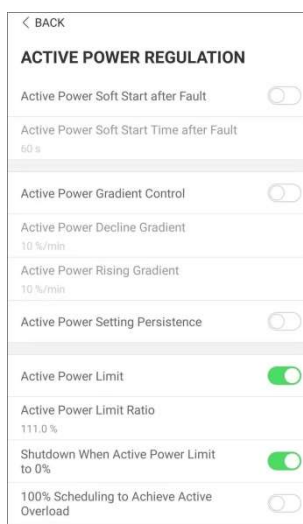 < BACK
ACTIVE POWER REGULATION
Active Power Soft Start after Fault
Active Power Soft Start Time after Fault
60 s
Active Power Gradient Control
Active Power Decline Gradient
10 %/min
Active Power Rising Gradient
10 %/min
Active Power Setting Persistence
Active Power Limit
Active Power Limit Ratio
111.0 %
Shutdown When Active Power Limit
to 0%
100% Scheduling to Achieve Active
Overload